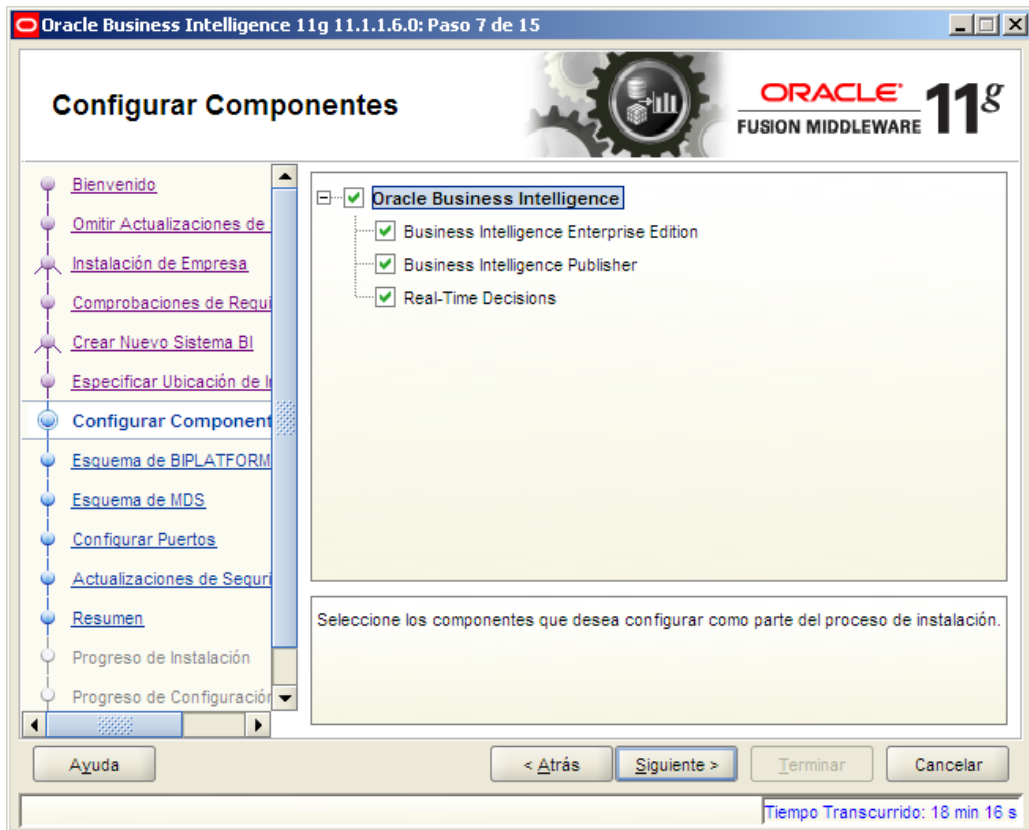 Oracle Business Intelligence 11g 11.1.1.6.0: Paso 7 de 15
Configurar Componentes
ORACLE
FUSION MIDDLEWARE
11g
Bienvenido
Omitir Actualizaciones de
Instalación de Empresa
Comprobaciones de Requi
Crear Nuevo Sistema BI
Especificar Ubicación de I
Configurar Component
Esquema de BIPLATFORM
Esquema de MDS
Configurar Puertos
Actualizaciones de Seguri
Resumen
Progreso de Instalación
Progreso de Configuración
Oracle Business Intelligence
Business Intelligence Enterprise Edition
Business Intelligence Publisher
Real-Time Decisions
Seleccione los componentes que desea configurar como parte del proceso de instalación.
Ayuda
< Atrás
Siguiente >
Terminar
Cancelar
Tiempo Transcurrido: 18 min 16 s